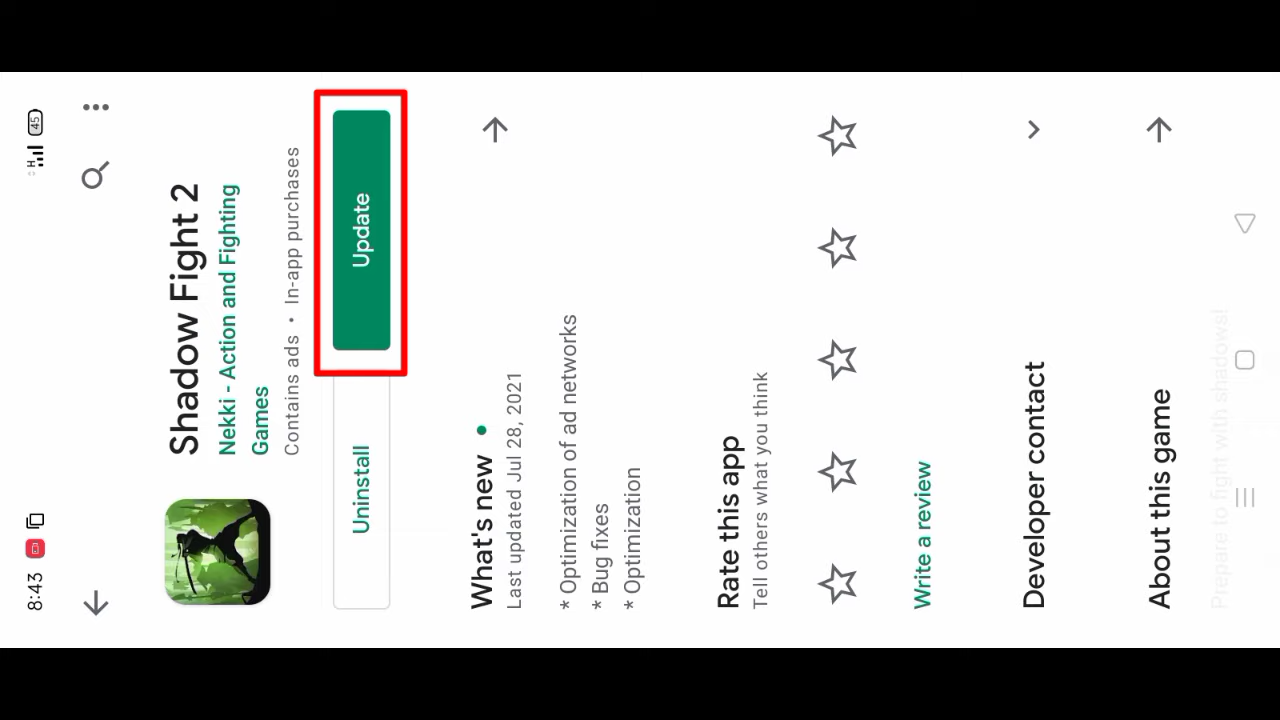 8:43
H
45
Shadow Fight 2
Nekki - Action and Fighting
Games
Contains ads • In-app purchases
Uninstall
Update
What's new •
Last updated Jul 28, 2021
* Optimization of ad networks
* Bug fixes
* Optimization
Rate this app
Tell others what you think
Write a review
Developer contact
About this game
Prepare to fight with shadows!